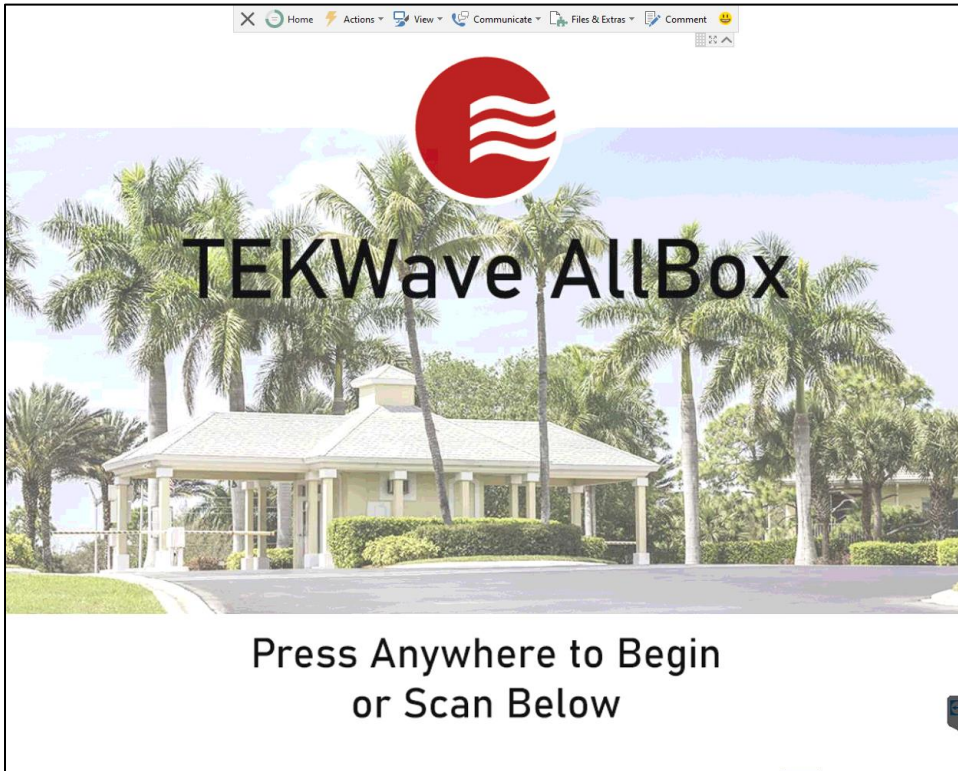 Home Actions View Communicate Files & Extras Comment
TEKWave AllBox
Press Anywhere to Begin
or Scan Below